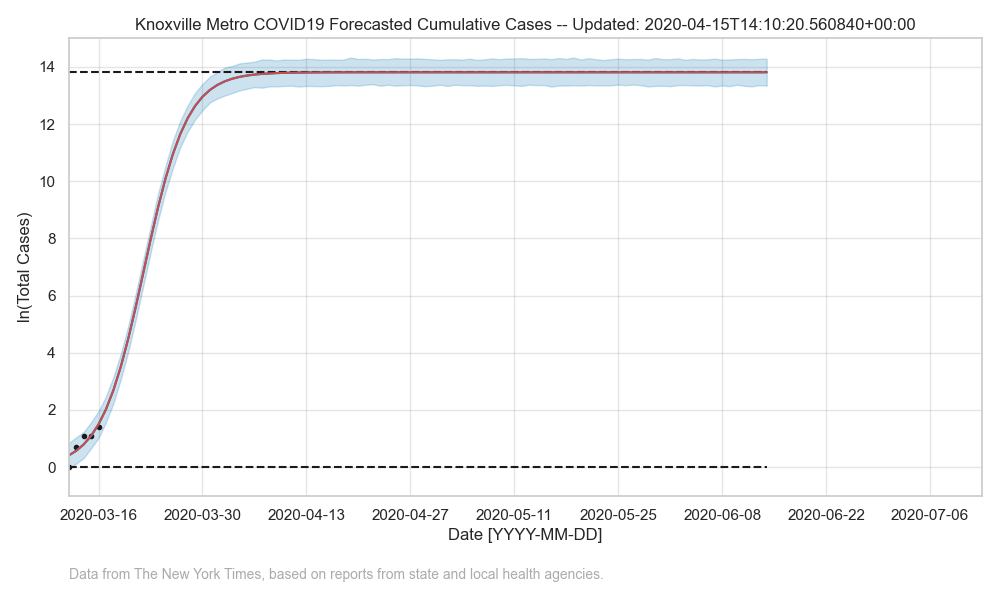 Knoxville Metro COVID19 Forecasted Cumulative Cases -- Updated: 2020-04-15T14:10:20.560840+00:00
ln(Total Cases)
14
12
10
8
6
4
2
0
2020-03-16 2020-03-30 2020-04-13 2020-04-27 2020-05-11 2020-05-25 2020-06-08 2020-06-22 2020-07-06
Date [YYYY-MM-DD]
Data from The New York Times, based on reports from state and local health agencies.